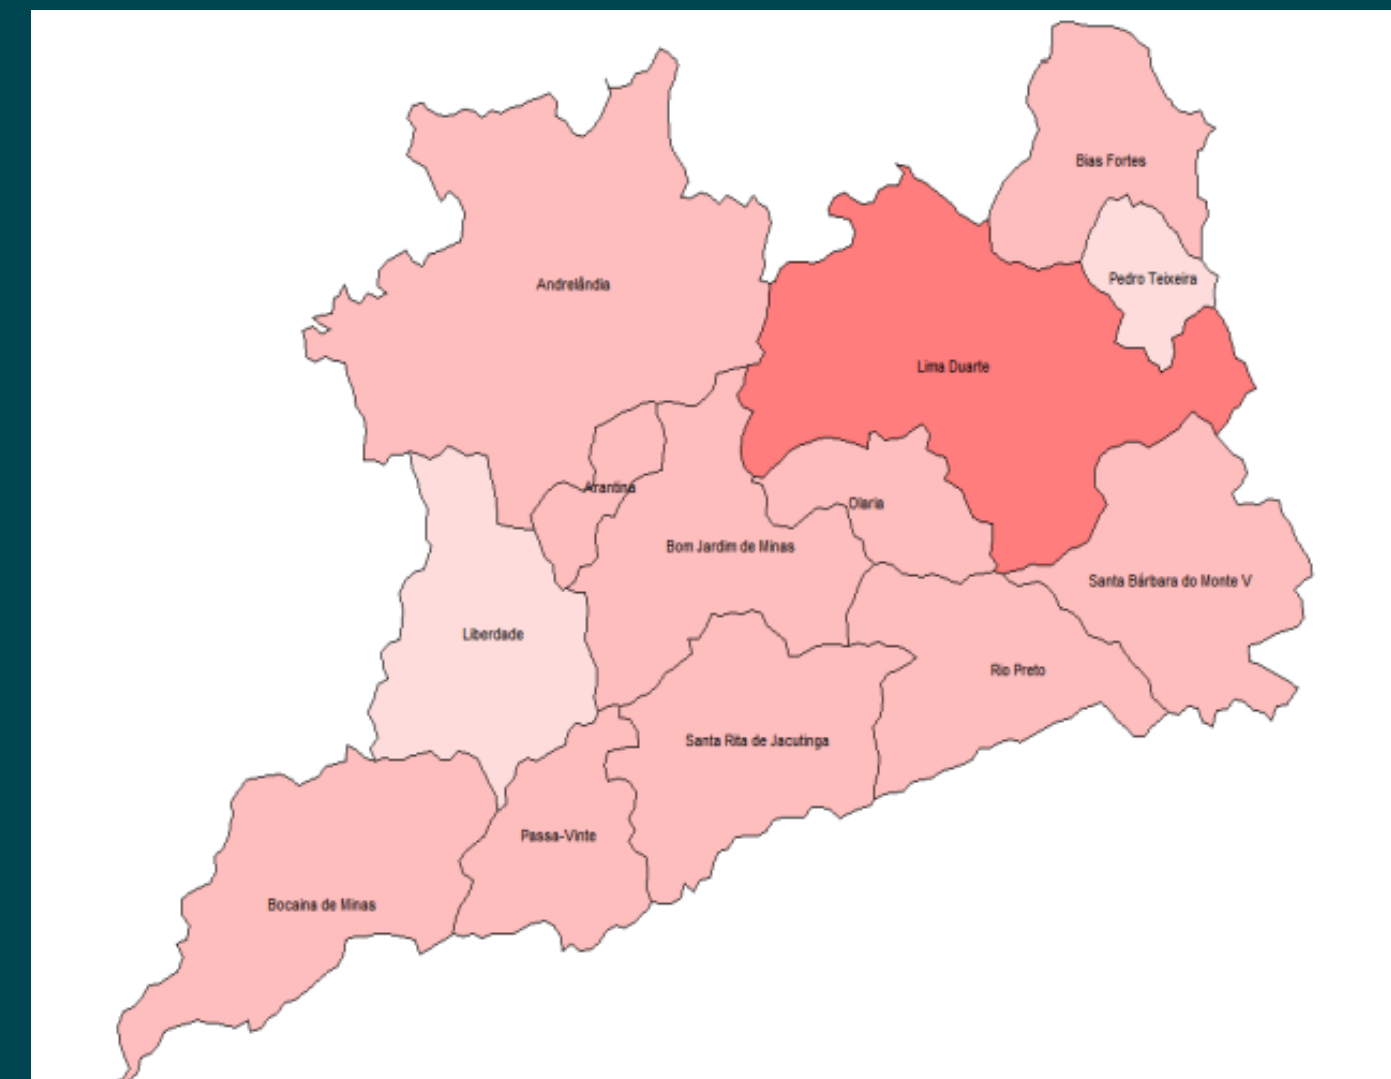 Bias Fortes
Pedro Teixeira
Andrelândia
Lima Duarte
Arantina
Olaria
Bom Jardim de Minas
Santa Bárbara do Monte V
Liberdade
Rio Preto
Santa Rita de Jacutinga
Passa-Vinte
Bocaina de Minas